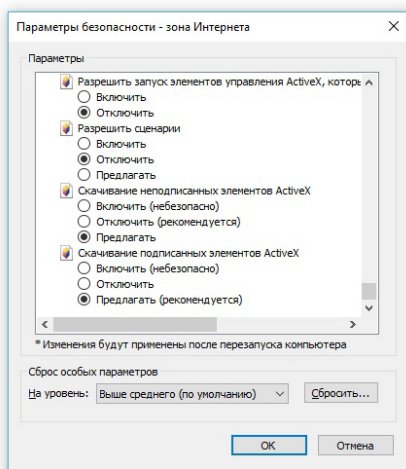 Параметры безопасности - зона Интернета
Параметры
Разрешить запуск элементов управления ActiveX, которь
Включить
Отключить
Разрешить сценарии
Включить
Отключить
Предлагать
Скачивание неподписанных элементов ActiveX
Включить (небезопасно)
Отключить (рекомендуется)
Предлагать
Скачивание подписанных элементов ActiveX
Включить (небезопасно)
Отключить
Предлагать (рекомендуется)
* Изменения будут применены после перезапуска компьютера
Сброс особых параметров
На уровень: Выше среднего (по умолчанию) Сбросить...
ОК Отмена